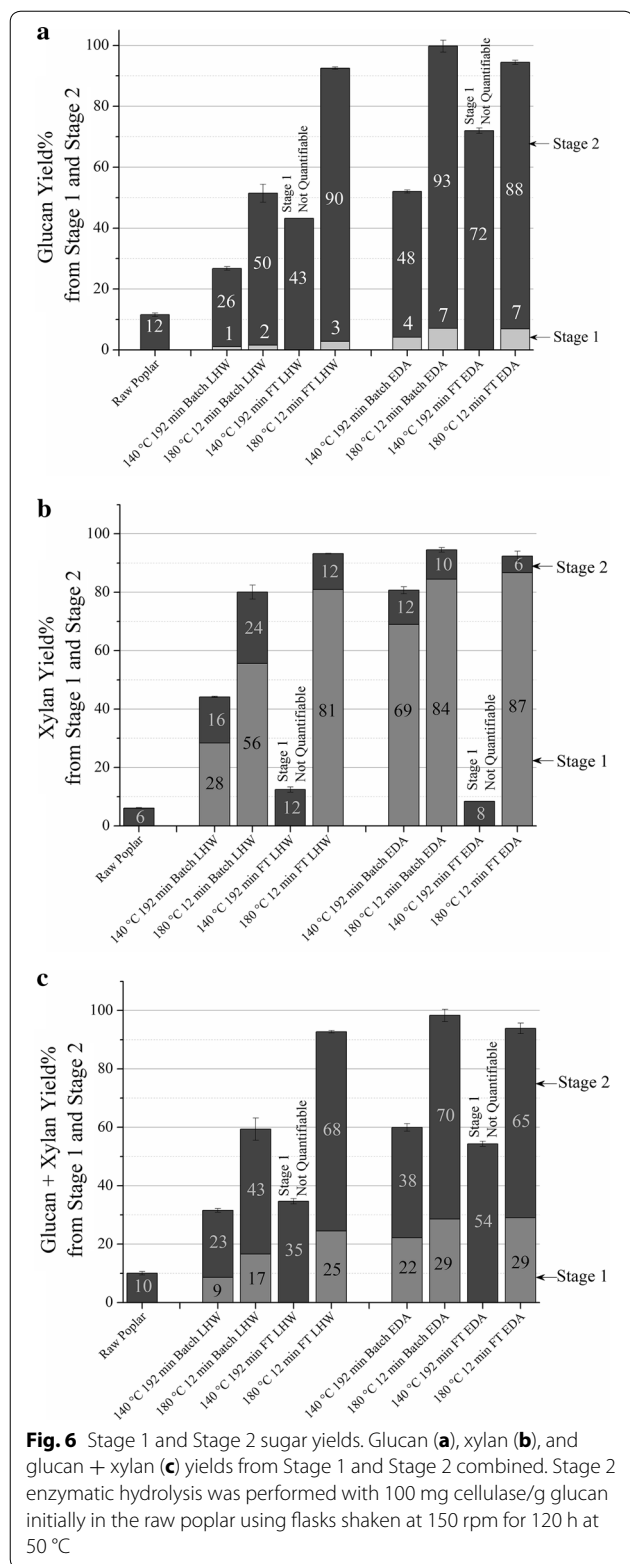 a
Glucan Yield%
from Stage 1 and Stage 2
100
80
60
40
20
0
12
26
1
50
2
Stage 1
Not Quantifiable
43
90
3
48
4
93
7
Stage 1
Not Quantifiable
72
88
7
Stage 2
Stage 1
Raw Poplar
140 °C 192 min Batch LHW
180 °C 12 min Batch LHW
140 °C 192 min FT LHW
180 °C 12 min FT LHW
140 °C 192 min Batch EDA
180 °C 12 min Batch EDA
140 °C 192 min FT EDA
180 °C 12 min FT EDA
b
Xylan Yield%
from Stage 1 and Stage 2
100
80
60
40
20
0
6
16
28
24
56
Stage 1
Not Quantifiable
12
12
81
12
69
10
84
Stage 1
Not Quantifiable
8
6
87
Stage 2
Stage 1
Raw Poplar
140 °C 192 min Batch LHW
180 °C 12 min Batch LHW
140 °C 192 min FT LHW
180 °C 12 min FT LHW
140 °C 192 min Batch EDA
180 °C 12 min Batch EDA
140 °C 192 min FT EDA
180 °C 12 min FT EDA
c
Glucan + Xylan Yield%
from Stage 1 and Stage 2
100
80
60
40
20
0
10
23
9
43
17
Stage 1
Not Quantifiable
35
68
25
38
22
70
29
Stage 1
Not Quantifiable
54
65
29
Stage 2
Stage 1
Raw Poplar
140 °C 192 min Batch LHW
180 °C 12 min Batch LHW
140 °C 192 min FT LHW
180 °C 12 min FT LHW
140 °C 192 min Batch EDA
180 °C 12 min Batch EDA
140 °C 192 min FT EDA
180 °C 12 min FT EDA
Fig. 6 Stage 1 and Stage 2 sugar yields. Glucan (a), xylan (b), and
glucan + xylan (c) yields from Stage 1 and Stage 2 combined. Stage 2
enzymatic hydrolysis was performed with 100 mg cellulase/g glucan
initially in the raw poplar using flasks shaken at 150 rpm for 120 h at
50 °C